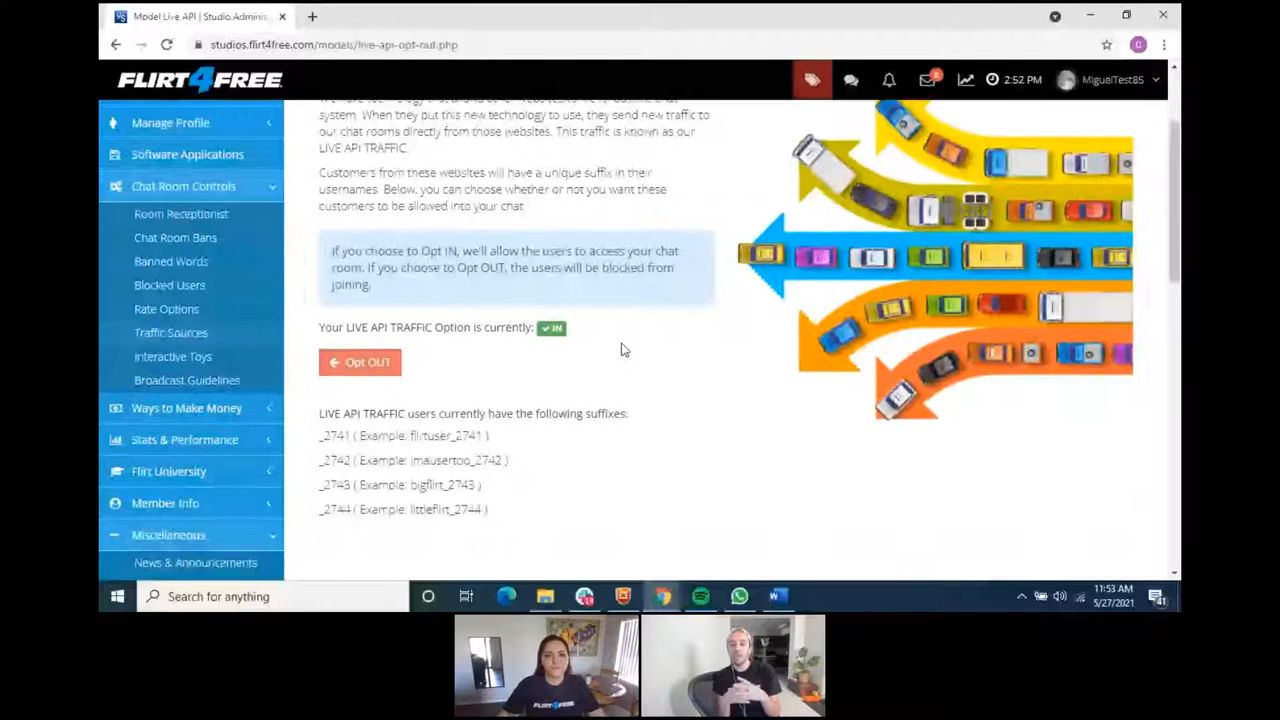 Model Live API | Studio Adminis
studios.flirt4free.com/models/live-api-opt-out.php
FLIRT4FREE
8
2:52 PM
MiguelTest85
Manage Profile
Software Applications
Chat Room Controls
Room Receptionist
Chat Room Bans
Banned Words
Blocked Users
Rate Options
Traffic Sources
Interactive Toys
Broadcast Guidelines
Ways to Make Money
Stats & Performance
Flirt University
Member Info
Miscellaneous
News & Announcements
system. When they put this new technology to use, they send new traffic to
our chat rooms directly from those websites. This traffic is known as our
LIVE API TRAFFIC.
Customers from these websites will have a unique suffix in their
usernames. Below, you can choose whether or not you want these
customers to be allowed into your chat
If you choose to Opt IN, we'll allow the users to access your chat
room. If you choose to Opt OUT, the users will be blocked from
joining.
Your LIVE API TRAFFIC Option is currently: IN
Opt OUT
LIVE API TRAFFIC users currently have the following suffixes:
_2741 ( Example: flirtuser_2741 )
_2742 ( Example: imausertoo_2742 )
_2743 ( Example: bigflirt_2743 )
_2744 ( Example: littleflirt_2744 )
Search for anything
11:53 AM
5/27/2021
41
FLIRT4FREE